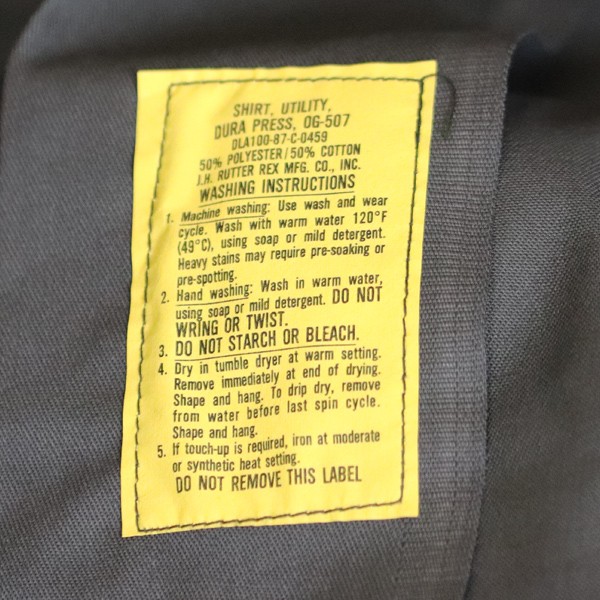 SHIRT, UTILITY,
DURA PRESS, OG-507
DLA100-87-C-0459
50% POLYESTER/50% COTTON
J.H. RUTTER REX MFG. CO., INC.
WASHING INSTRUCTIONS
1. Machine washing: Use wash and wear
cycle. Wash with warm water 120°F
(49°C), using soap or mild detergent.
Heavy stains may require pre-soaking or
pre-spotting.
2. Hand washing: Wash in warm water,
using soap or mild detergent. DO NOT
WRING OR TWIST.
3. DO NOT STARCH OR BLEACH.
4. Dry in tumble dryer at warm setting.
Remove immediately at end of drying.
Shape and hang. To drip dry, remove
from water before last spin cycle.
Shape and hang.
5. If touch-up is required, iron at moderate
or synthetic heat setting.
DO NOT REMOVE THIS LABEL